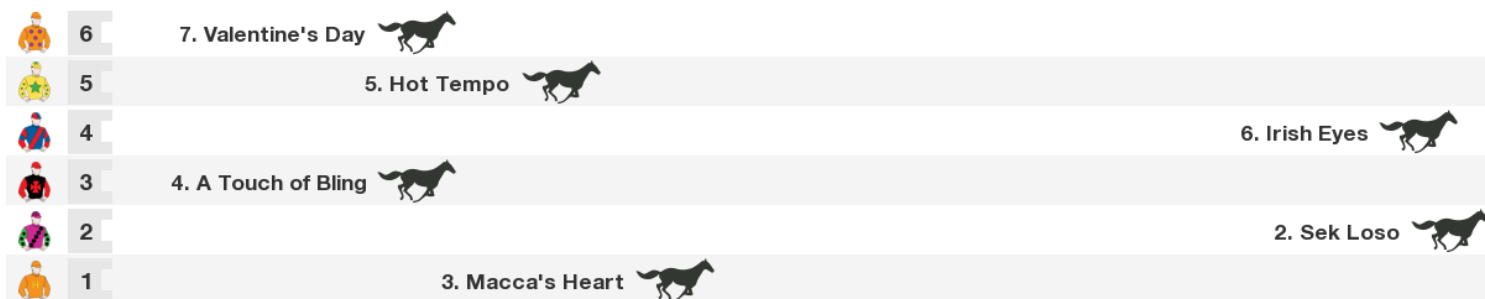 6 7. Valentine's Day
5 5. Hot Tempo
4 6. Irish Eyes
3 4. A Touch of Bling
2 2. Sek Loso
1 3. Macca's Heart
H